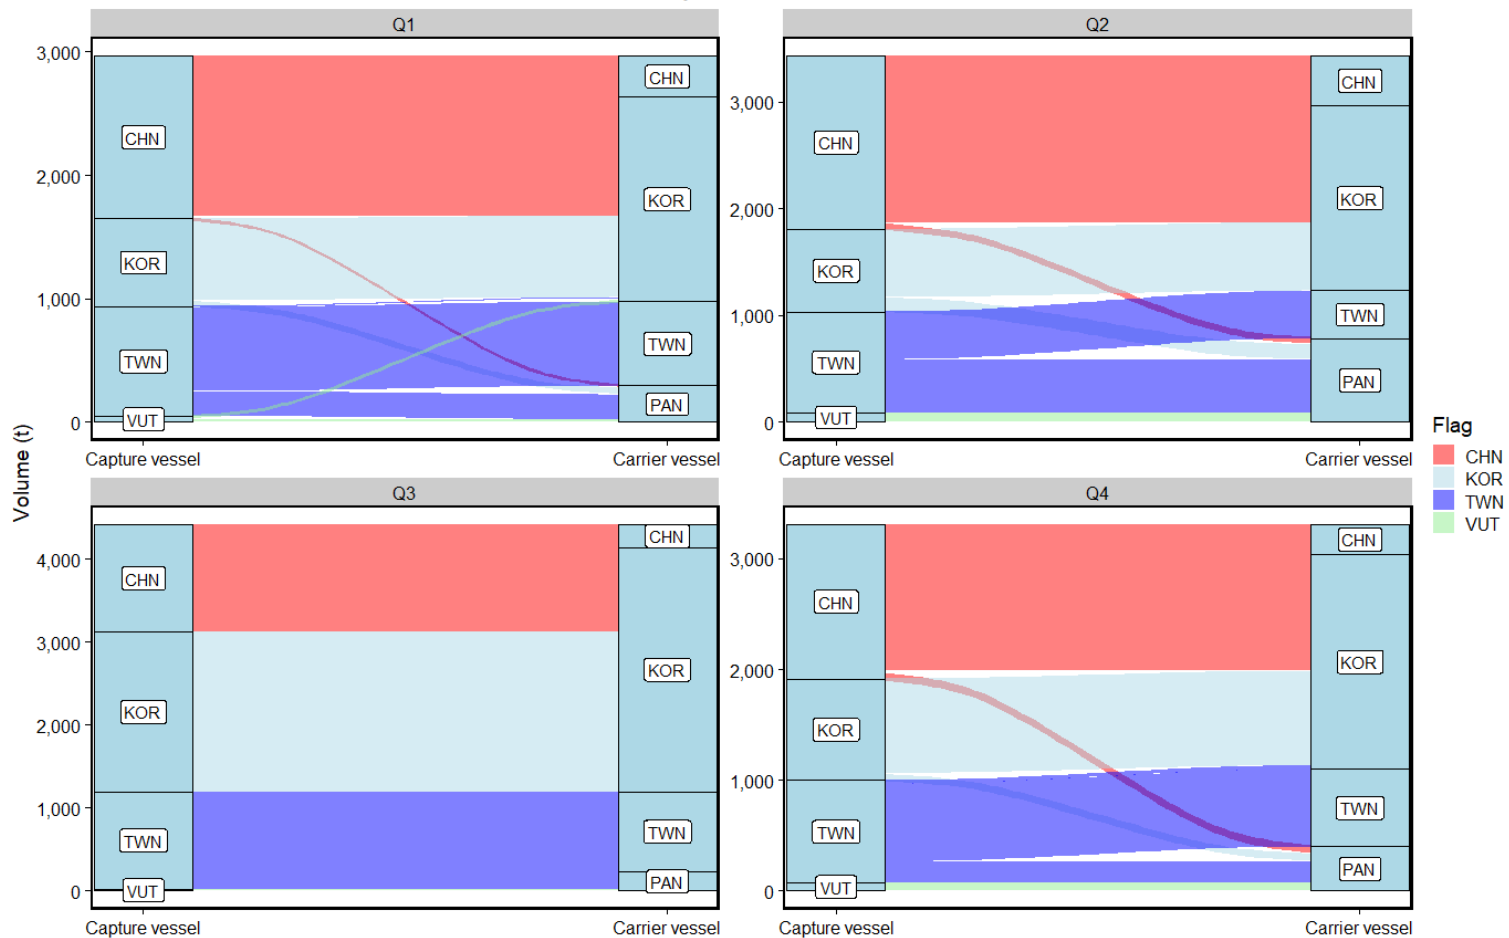 Q1
3,000
2,000
1,000
0
CHN
KOR
TWN
VUT
CHN
KOR
TWN
PAN
Capture vessel
Carrier vessel
Q2
3,000
2,000
1,000
0
CHN
KOR
TWN
VUT
CHN
KOR
TWN
PAN
Capture vessel
Carrier vessel
Volume (t)
Q3
4,000
3,000
2,000
1,000
0
CHN
KOR
TWN
VUT
CHN
KOR
TWN
PAN
Capture vessel
Carrier vessel
Q4
3,000
2,000
1,000
0
CHN
KOR
TWN
VUT
CHN
KOR
TWN
PAN
Capture vessel
Carrier vessel
Flag
CHN
KOR
TWN
VUT